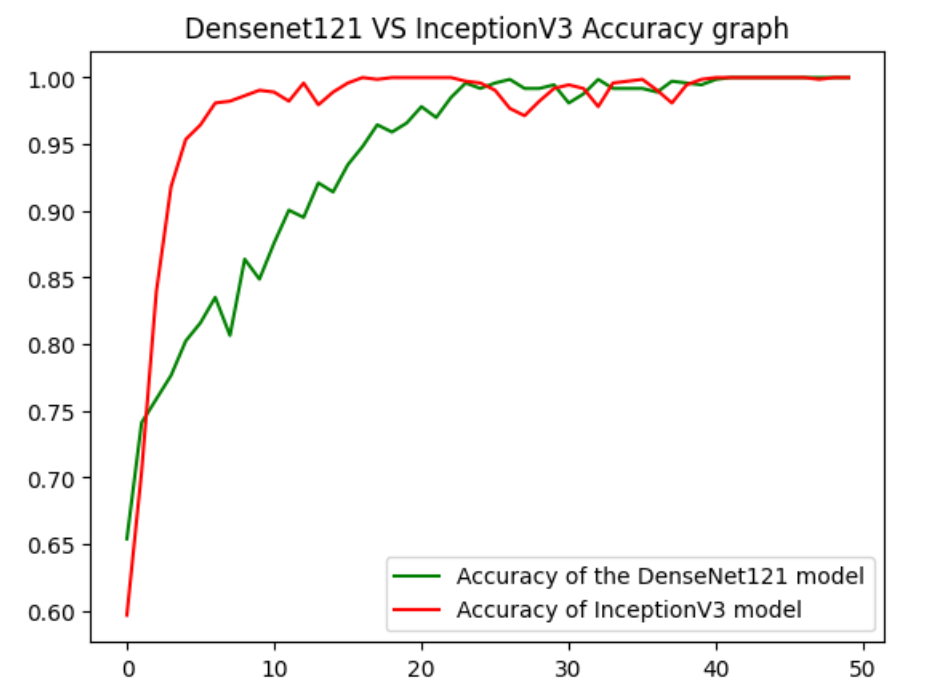 Densenet121 VS InceptionV3 Accuracy graph
1.00
0.95
0.90
0.85
0.80
0.75
0.70
0.65
0.60
Accuracy of the DenseNet121 model
Accuracy of InceptionV3 model
0 10 20 30 40 50